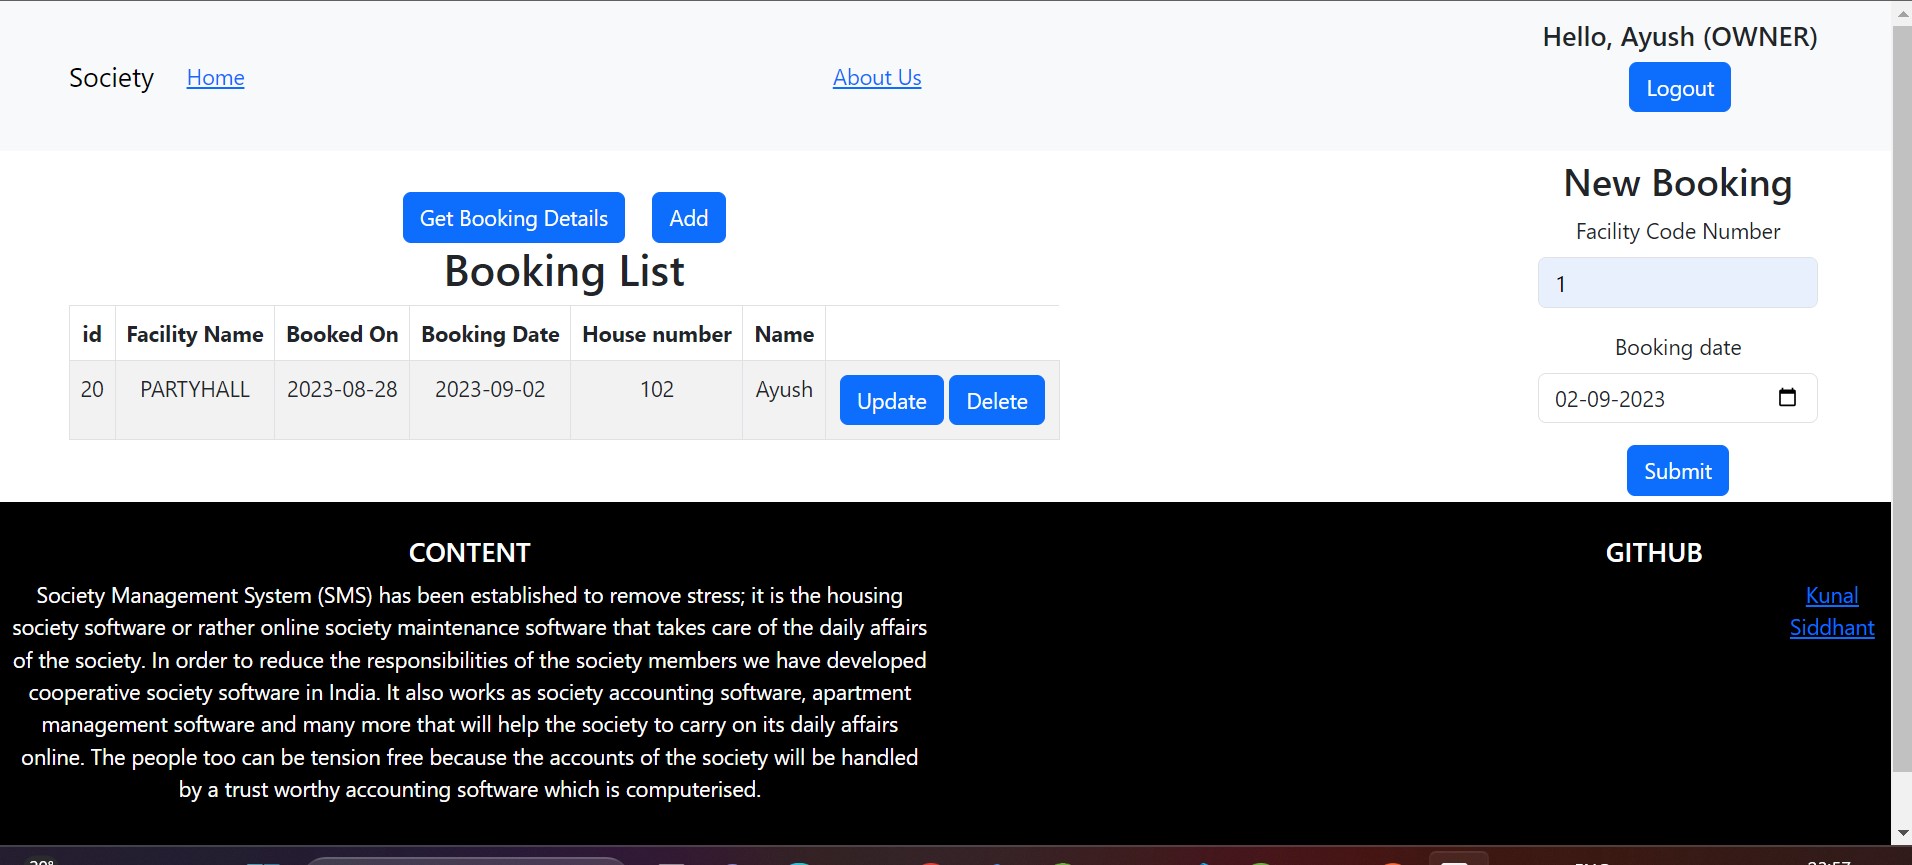 Hello, Ayush (OWNER)
Society Home About Us
Logout
New Booking
Get Booking Details Add
Facility Code Number
Booking List
1
id Facility Name Booked On Booking Date House number Name
Booking date
20 PARTYHALL 2023-08-28 2023-09-02 102 Ayush Update Delete
02-09-2023
Submit
CONTENT
Society Management System (SMS) has been established to remove stress; it is the housing
society software or rather online society maintenance software that takes care of the daily affairs
of the society. In order to reduce the responsibilities of the society members we have developed
cooperative society software in India. It also works as society accounting software, apartment
management software and many more that will help the society to carry on its daily affairs
online. The people too can be tension free because the accounts of the society will be handled
by a trust worthy accounting software which is computerised.
GITHUB
Kunal
Siddhant